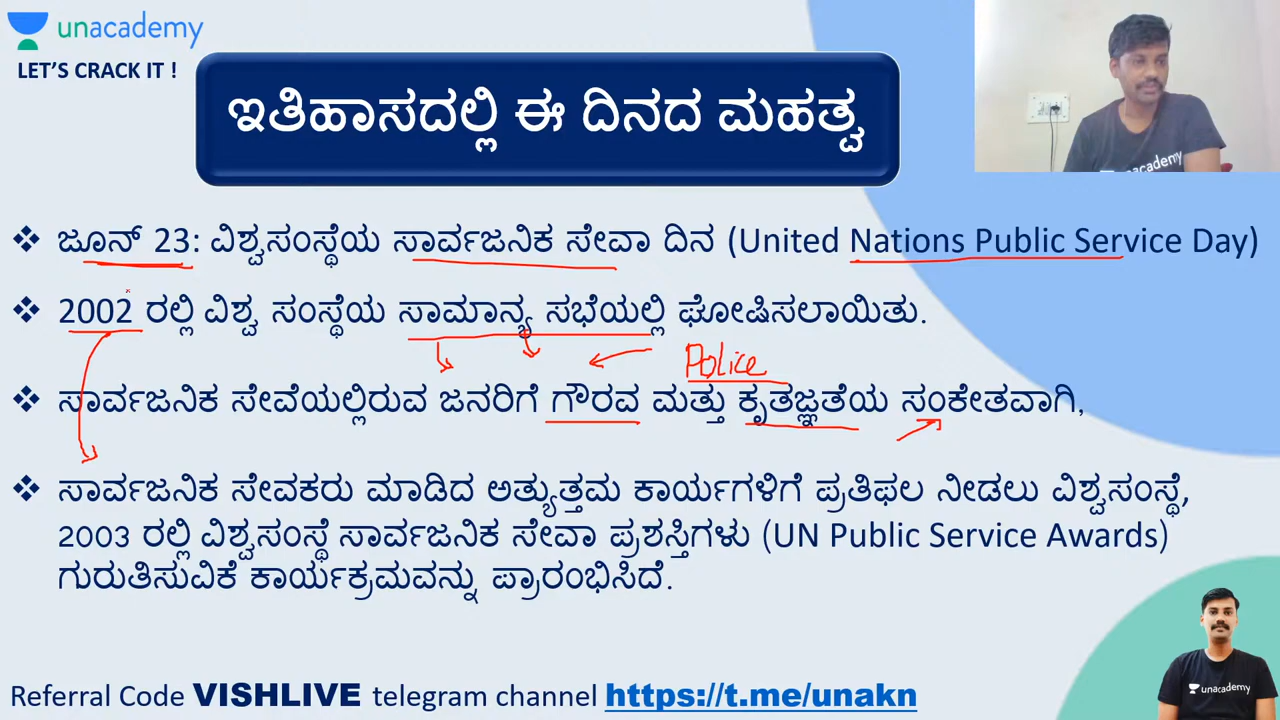 unacademy
LET'S CRACK IT !
ಇತಿಹಾಸದಲ್ಲಿ ಈ ದಿನದ ಮಹತ್ವ
unacademy
❖ ಜೂನ್ 23: ವಿಶ್ವಸಂಸ್ಥೆಯ ಸಾರ್ವಜನಿಕ ಸೇವಾ ದಿನ (United Nations Public Service Day)
❖ 2002 ರಲ್ಲಿ ವಿಶ್ವ ಸಂಸ್ಥೆಯ ಸಾಮಾನ್ಯ ಸಭೆಯಲ್ಲಿ ಘೋಷಿಸಲಾಯಿತು.
Police
❖ ಸಾರ್ವಜನಿಕ ಸೇವೆಯಲ್ಲಿರುವ ಜನರಿಗೆ ಗೌರವ ಮತ್ತು ಕೃತಜ್ಞತೆಯ ಸಂಕೇತವಾಗಿ,
❖ ಸಾರ್ವಜನಿಕ ಸೇವಕರು ಮಾಡಿದ ಅತ್ಯುತ್ತಮ ಕಾರ್ಯಗಳಿಗೆ ಪ್ರತಿಫಲ ನೀಡಲು ವಿಶ್ವಸಂಸ್ಥೆ,
2003 ರಲ್ಲಿ ವಿಶ್ವಸಂಸ್ಥೆ ಸಾರ್ವಜನಿಕ ಸೇವಾ ಪ್ರಶಸ್ತಿಗಳು (UN Public Service Awards)
ಗುರುತಿಸುವಿಕೆ ಕಾರ್ಯಕ್ರಮವನ್ನು ಪ್ರಾರಂಭಿಸಿದೆ.
unacademy
Referral Code VISHLIVE telegram channel https://t.me/unakn